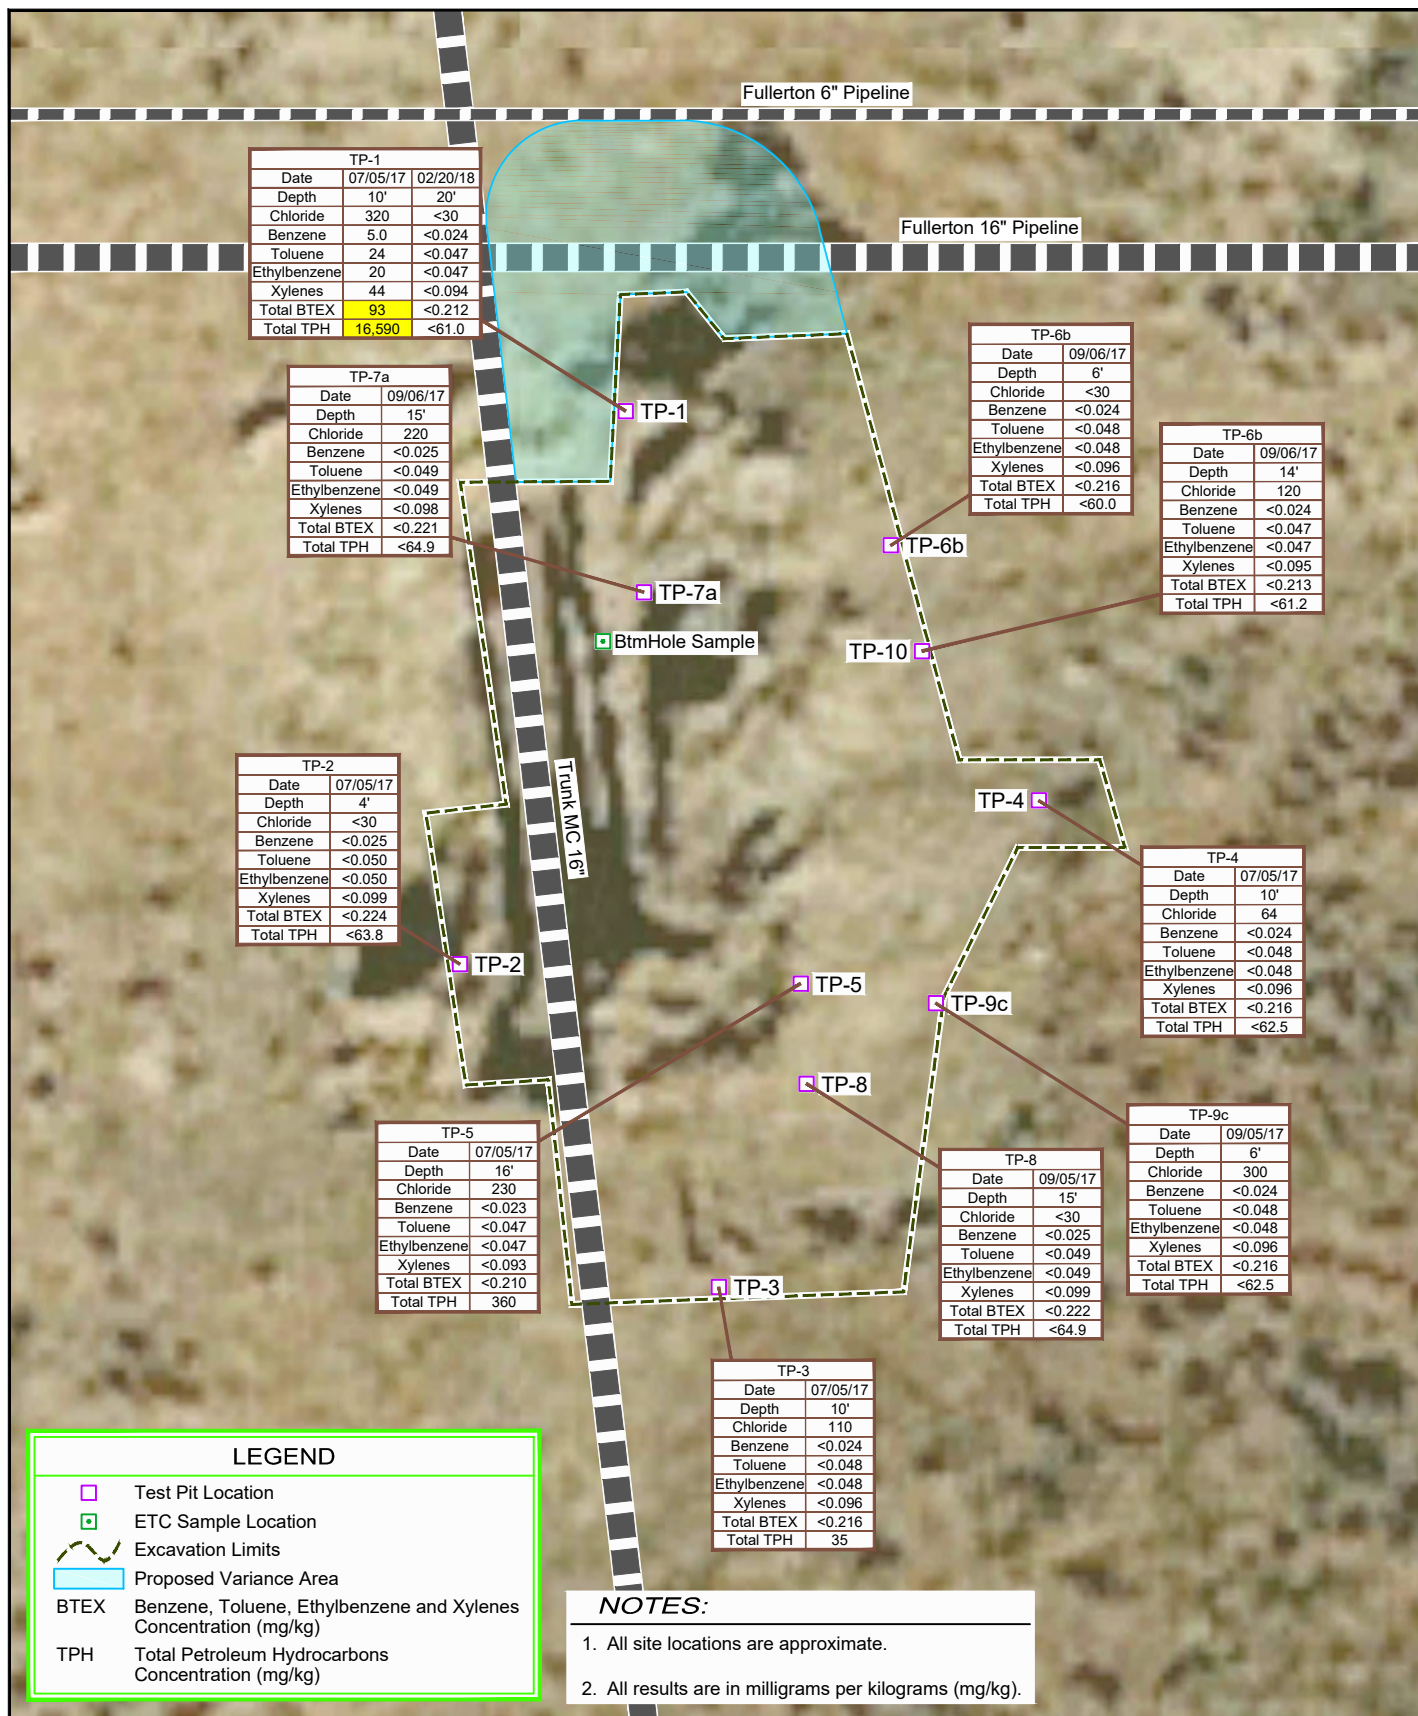 Fullerton 6" Pipeline
TP-1
Date 07/05/17 02/20/18
Depth 10' 20'
Chloride 320 <30
Benzene 5.0 <0.024
Toluene 24 <0.047
Ethylbenzene 20 <0.047
Xylenes 44 <0.094
Total BTEX 93 <0.212
Total TPH 16,590 <61.0
Fullerton 16" Pipeline
TP-6b
Date 09/06/17
Depth 6'
Chloride <30
Benzene <0.024
Toluene <0.048
Ethylbenzene <0.048
Xylenes <0.096
Total BTEX <0.216
Total TPH <60.0
TP-7a
Date 09/06/17
Depth 15'
Chloride 220
Benzene <0.025
Toluene <0.049
Ethylbenzene <0.049
Xylenes <0.098
Total BTEX <0.221
Total TPH <64.9
TP-1
TP-6b
Date 09/06/17
Depth 14'
Chloride 120
Benzene <0.024
Toluene <0.047
Ethylbenzene <0.047
Xylenes <0.095
Total BTEX <0.213
Total TPH <61.2
TP-6b
TP-7a
BtmHole Sample
TP-10
Trunk MC 16"
TP-2
Date 07/05/17
Depth 4'
Chloride <30
Benzene <0.025
Toluene <0.050
Ethylbenzene <0.050
Xylenes <0.099
Total BTEX <0.224
Total TPH <63.8
TP-4
TP-4
Date 07/05/17
Depth 10'
Chloride 64
Benzene <0.024
Toluene <0.048
Ethylbenzene <0.048
Xylenes <0.096
Total BTEX <0.216
Total TPH <62.5
TP-2
TP-5
TP-9c
TP-8
TP-5
Date 07/05/17
Depth 16'
Chloride 230
Benzene <0.023
Toluene <0.047
Ethylbenzene <0.047
Xylenes <0.093
Total BTEX <0.210
Total TPH 360
TP-9c
Date 09/05/17
Depth 6'
Chloride 300
Benzene <0.024
Toluene <0.048
Ethylbenzene <0.048
Xylenes <0.096
Total BTEX <0.216
Total TPH <62.5
TP-8
Date 09/05/17
Depth 15'
Chloride <30
Benzene <0.025
Toluene <0.049
Ethylbenzene <0.049
Xylenes <0.099
Total BTEX <0.222
Total TPH <64.9
TP-3
TP-3
Date 07/05/17
Depth 10'
Chloride 110
Benzene <0.024
Toluene <0.048
Ethylbenzene <0.048
Xylenes <0.096
Total BTEX <0.216
Total TPH 35
LEGEND
Test Pit Location
ETC Sample Location
Excavation Limits
Proposed Variance Area
BTEX Benzene, Toluene, Ethylbenzene and Xylenes
Concentration (mg/kg)
TPH Total Petroleum Hydrocarbons
Concentration (mg/kg)
NOTES:
1. All site locations are approximate.
2. All results are in milligrams per kilograms (mg/kg).